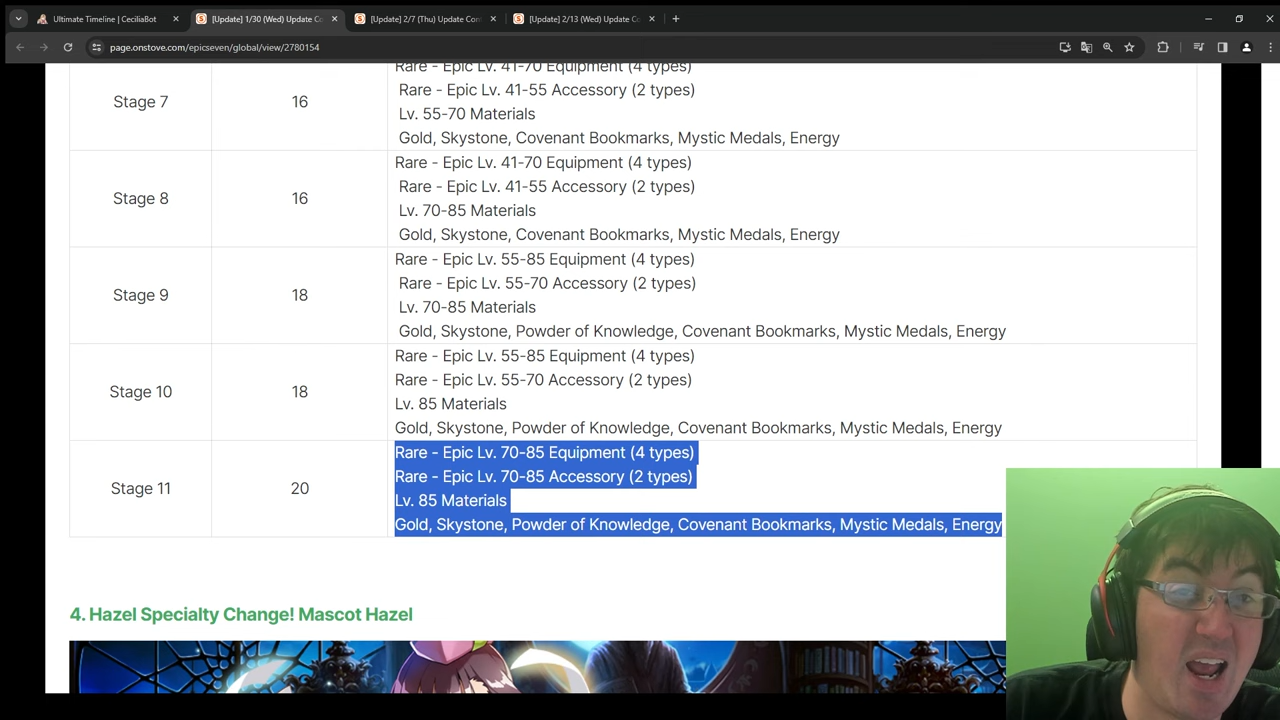 Ultimate Timeline | CeciliaBot
[Update] 1/30 (Wed) Update Co
[Update] 2/7 (Thu) Update Con
[Update] 2/13 (Wed) Update Co
page.onstove.com/epicseven/global/view/2780154
Rare - Epic Lv. 41-70 Equipment (4 types)
Stage 7
16
Rare - Epic Lv. 41-55 Accessory (2 types)
Lv. 55-70 Materials
Gold, Skystone, Covenant Bookmarks, Mystic Medals, Energy
Rare - Epic Lv. 41-70 Equipment (4 types)
Stage 8
16
Rare - Epic Lv. 41-55 Accessory (2 types)
Lv. 70-85 Materials
Gold, Skystone, Covenant Bookmarks, Mystic Medals, Energy
Rare - Epic Lv. 55-85 Equipment (4 types)
Stage 9
18
Rare - Epic Lv. 55-70 Accessory (2 types)
Lv. 70-85 Materials
Gold, Skystone, Powder of Knowledge, Covenant Bookmarks, Mystic Medals, Energy
Rare - Epic Lv. 55-85 Equipment (4 types)
Stage 10
18
Rare - Epic Lv. 55-70 Accessory (2 types)
Lv. 85 Materials
Gold, Skystone, Powder of Knowledge, Covenant Bookmarks, Mystic Medals, Energy
Rare - Epic Lv. 70-85 Equipment (4 types)
Stage 11
20
Rare - Epic Lv. 70-85 Accessory (2 types)
Lv. 85 Materials
Gold, Skystone, Powder of Knowledge, Covenant Bookmarks, Mystic Medals, Energy
4. Hazel Specialty Change! Mascot Hazel